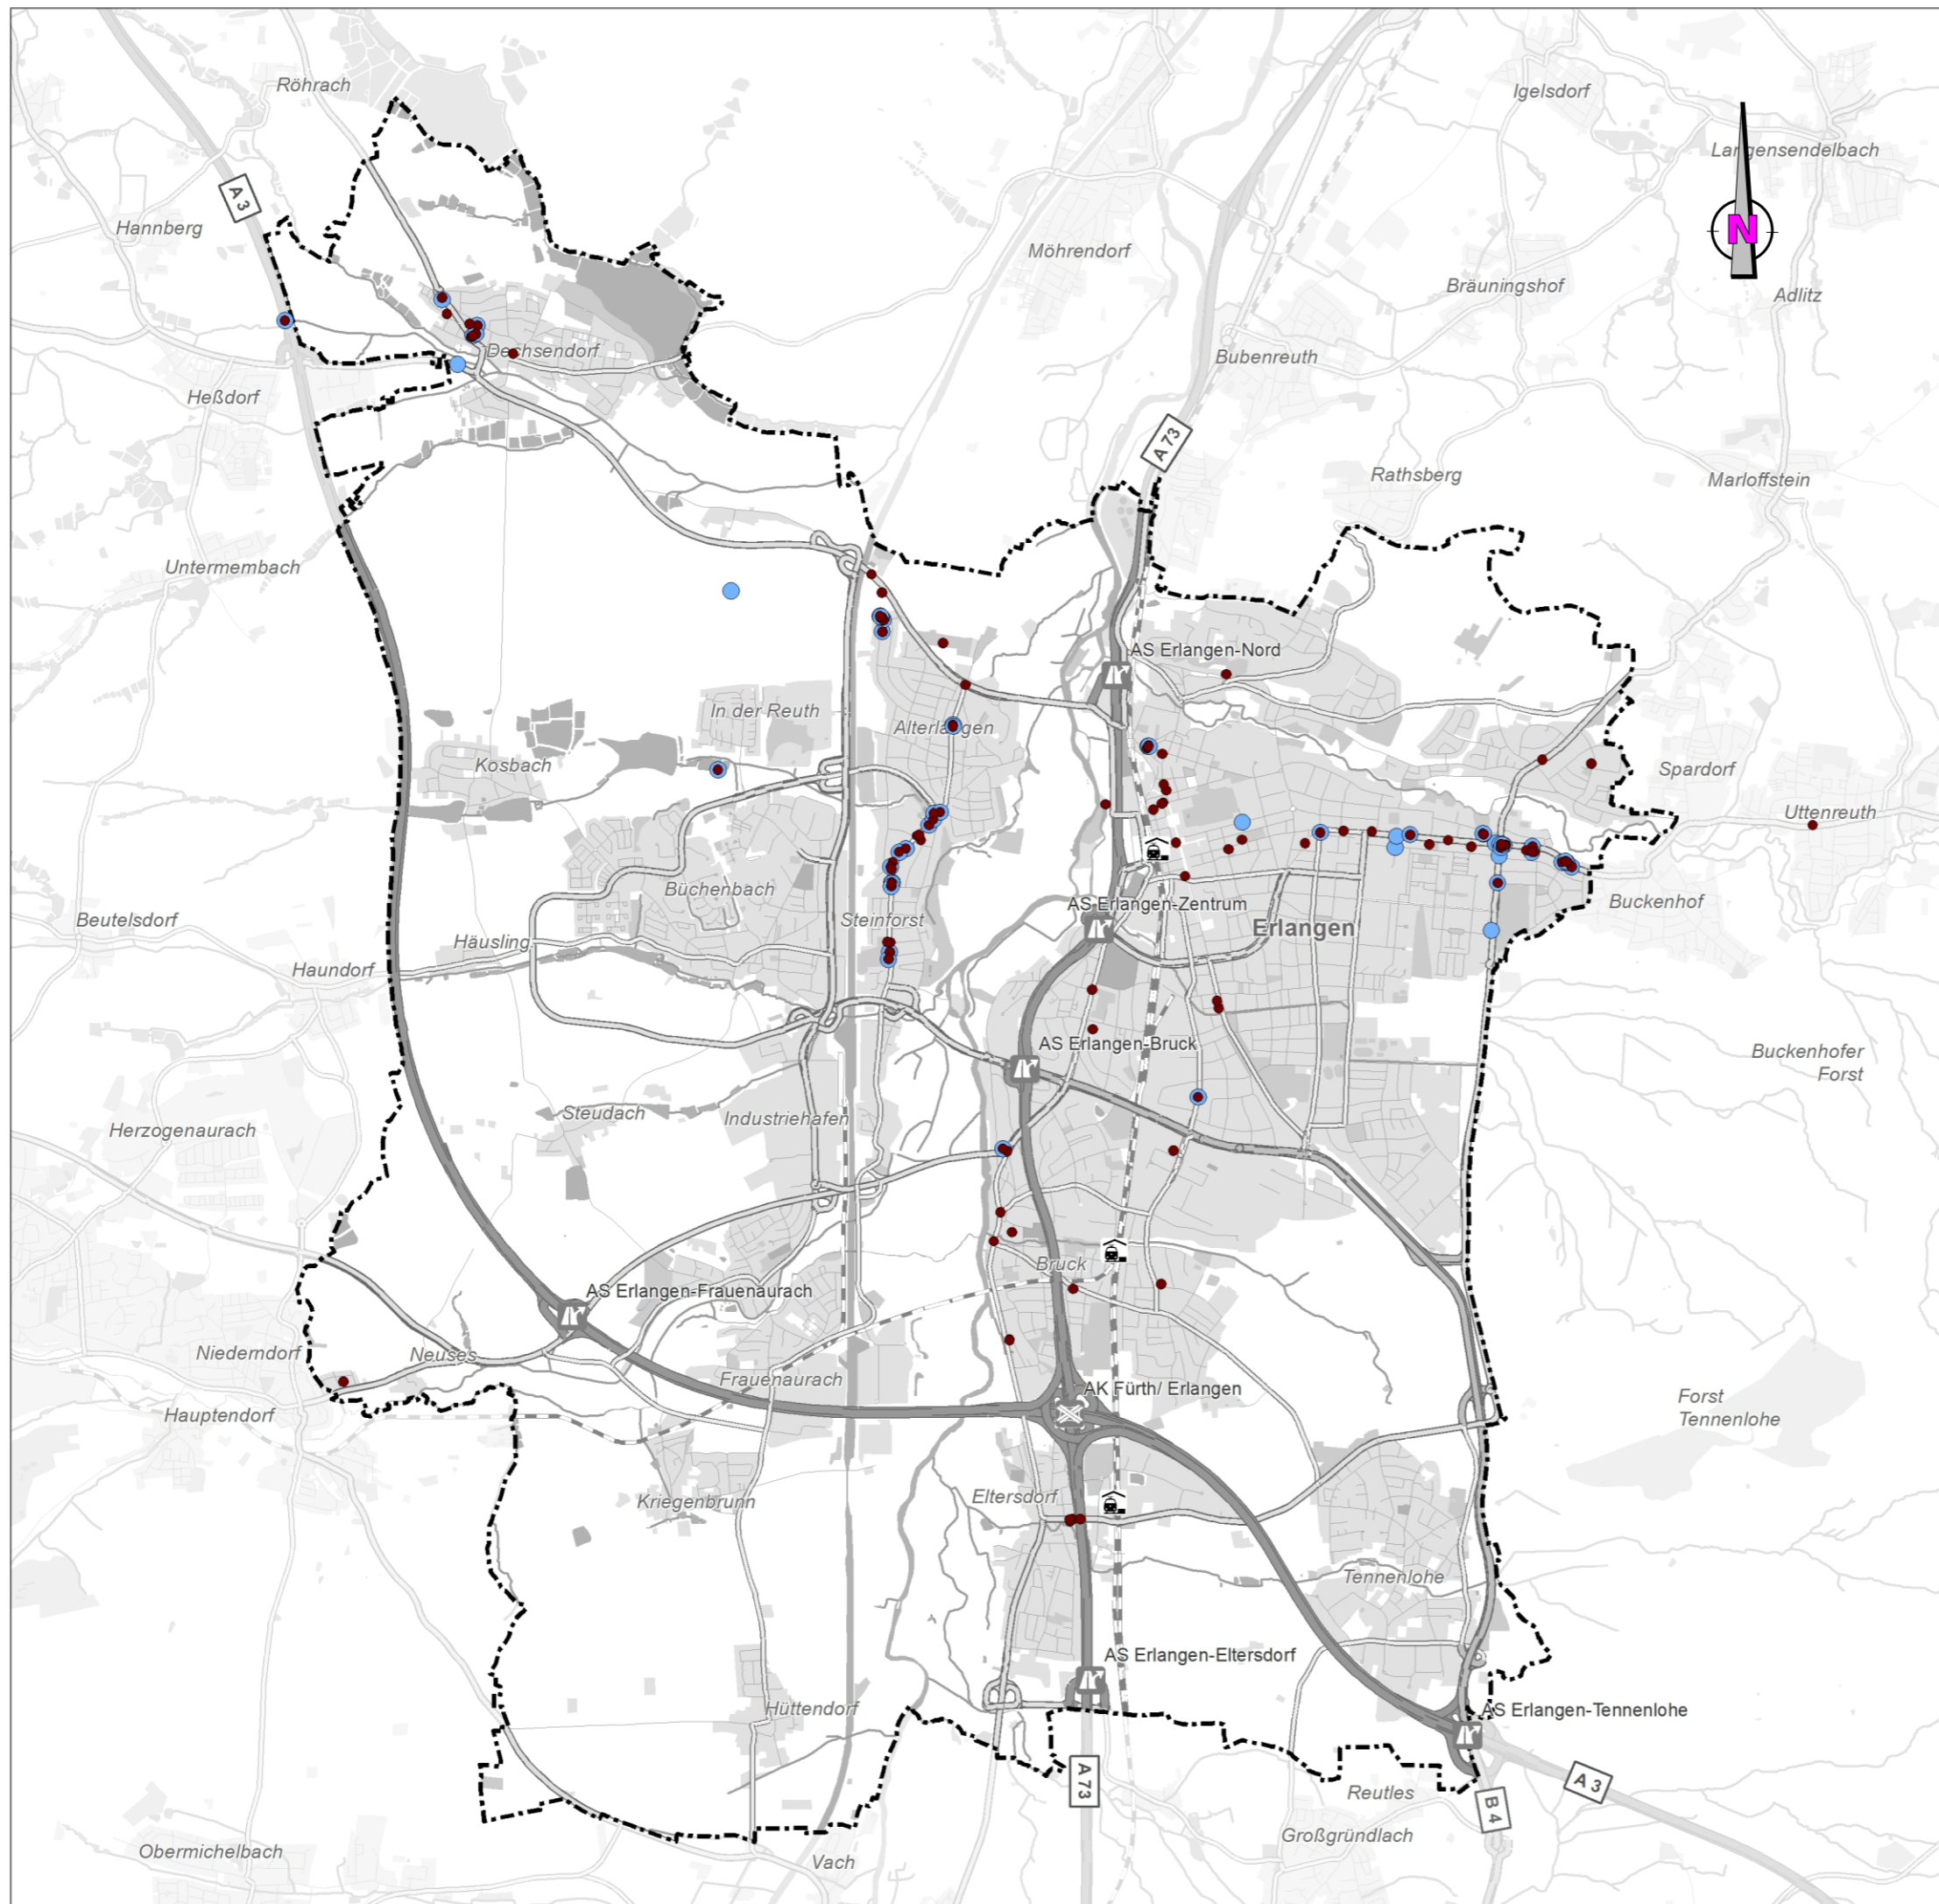 Röhrach
Igelsdorf
Langensendelbach
A 3
Hannberg
N
Möhrendorf
Bräuningshof
Adlitz
Dechsendorf
Bubenreuth
Heßdorf
A 73
Rathsberg
Marloffstein
Untermembach
AS Erlangen-Nord
In der Reuth
Alterlangen
Kosbach
Spardorf
Uttenreuth
Büchenbach
Buckenhof
AS Erlangen-Zentrum
Beutelsdorf
Steinforst
Erlangen
Häusling
Haundorf
AS Erlangen-Bruck
Buckenhofer
Forst
Steudach
Industriehafen
Herzogenaurach
Bruck
AS Erlangen-Frauenaurach
Niederndorf
Neuses
Frauenaurach
AK Fürth/ Erlangen
Hauptendorf
Forst
Tennenlohe
Kriegenbrunn
Eltersdorf
Tennenlohe
AS Erlangen-Eltersdorf
Hüttendorf
AS Erlangen-Tennenlohe
A 73
A 3
Reutles
B 4
Großgründlach
Obermichelbach
Vach